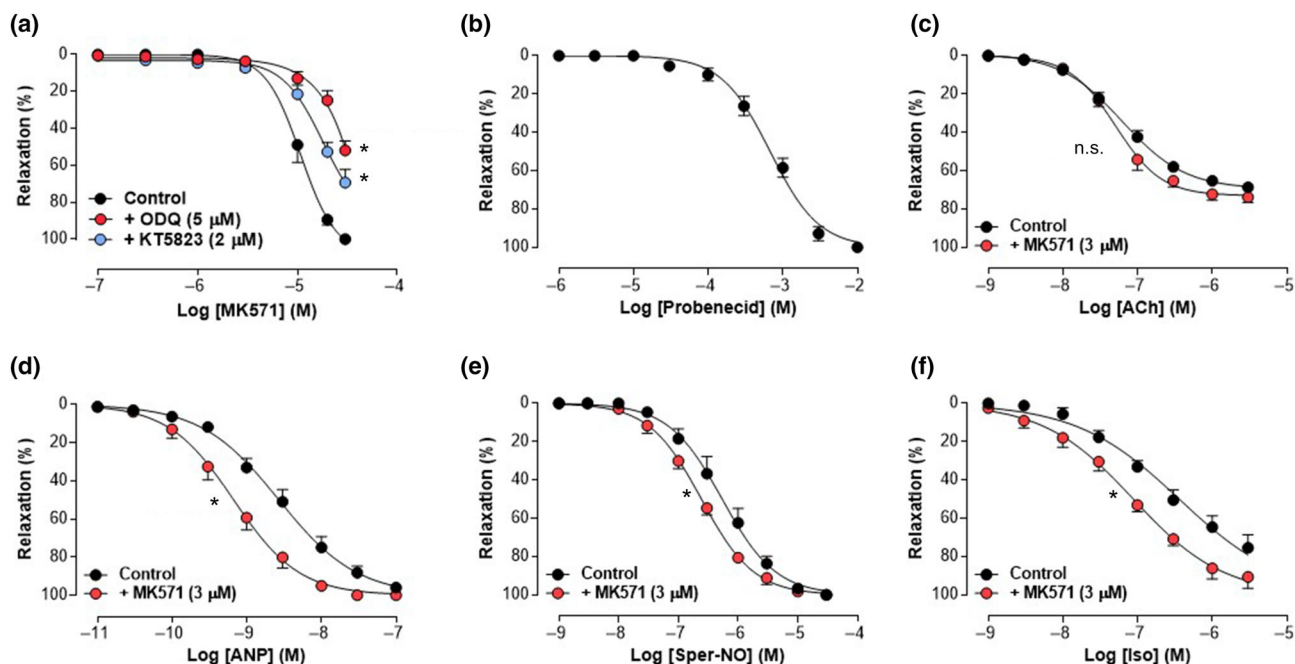 (a)
0
20
40
60
80
100
Relaxation (%)
Control
+ ODQ (5 μM)
+ KT5823 (2 μM)
*
*
−7
−6
−5
−4
Log [MK571] (M)
(b)
0
20
40
60
80
100
Relaxation (%)
−6
−5
−4
−3
−2
Log [Probenecid] (M)
(c)
0
20
40
60
80
100
Relaxation (%)
n.s.
Control
+ MK571 (3 μM)
−9
−8
−7
−6
−5
Log [ACh] (M)
(d)
0
20
40
60
80
100
Relaxation (%)
*
Control
+ MK571 (3 μM)
−11
−10
−9
−8
−7
Log [ANP] (M)
(e)
0
20
40
60
80
100
Relaxation (%)
*
Control
+ MK571 (3 μM)
−9
−8
−7
−6
−5
−4
Log [Sper-NO] (M)
(f)
0
20
40
60
80
100
Relaxation (%)
*
Control
+ MK571 (3 μM)
−9
−8
−7
−6
−5
Log [Iso] (M)